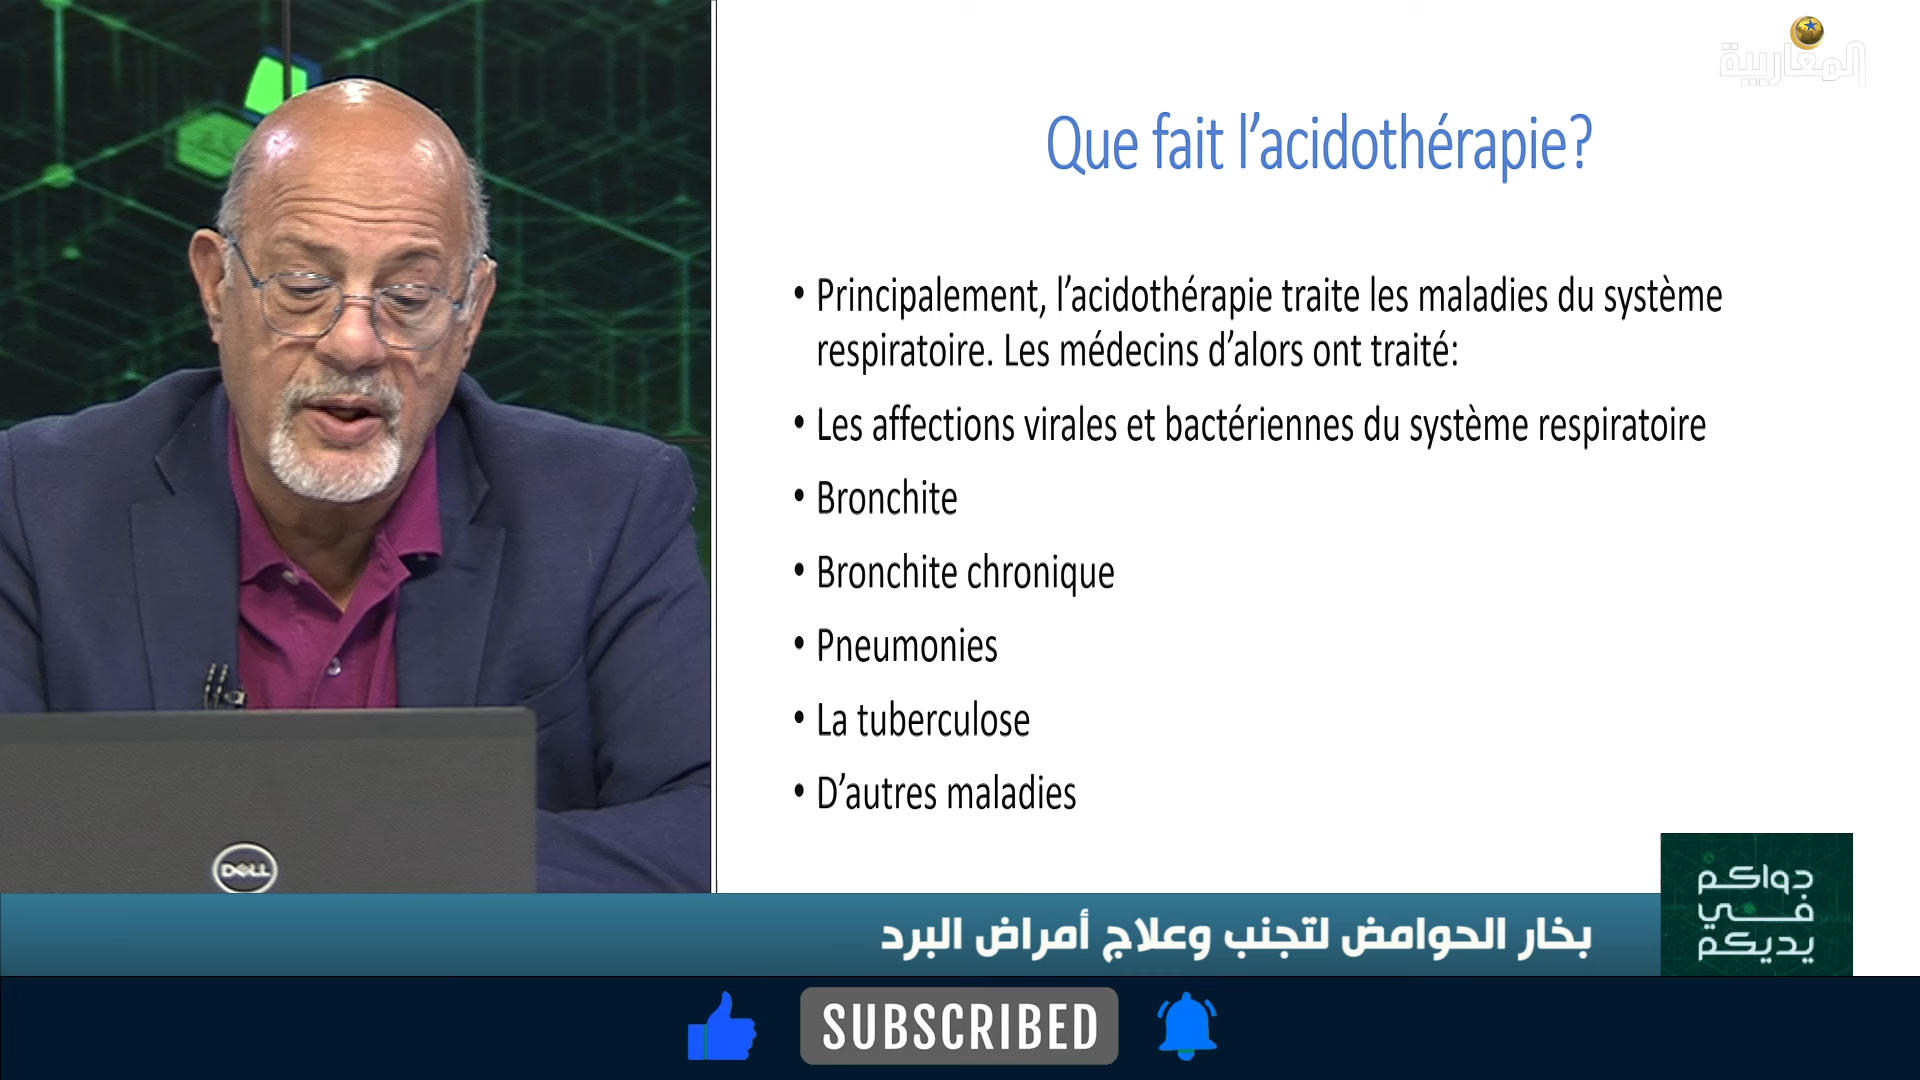 المغاربية
Que fait l’acidothérapie?
• Principalement, l’acidothérapie traite les maladies du système
respiratoire. Les médecins d’alors ont traité:
• Les affections virales et bactériennes du système respiratoire
• Bronchite
• Bronchite chronique
• Pneumonies
• La tuberculose
• D’autres maladies
DELL
بخار الحوامض لتجنب وعلاج أمراض البرد
دواكم
في
يديكم
SUBSCRIBED